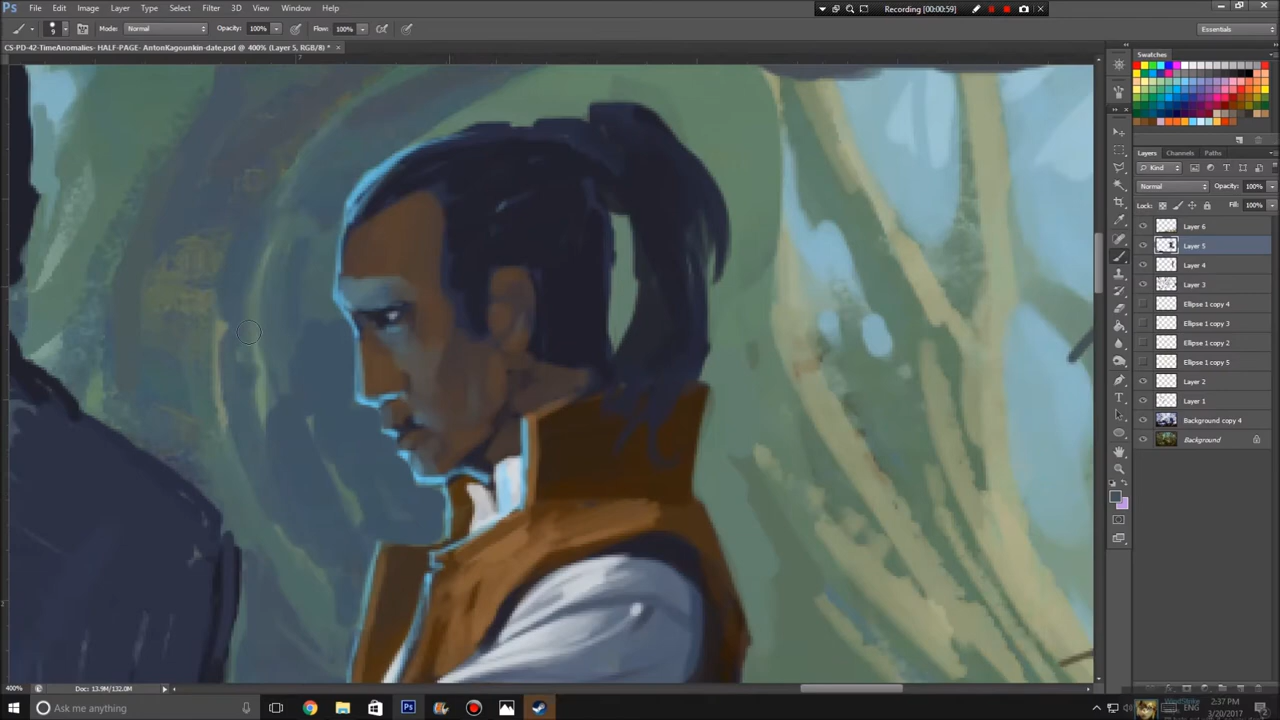 Ps File Edit Image Layer Type Select Filter 3D View Window Help
Recording [00:00:59]
9 Mode: Normal Opacity: 100% Flow: 100% Essentials
CS-PD-42-TimeAnomalies- HALF-PAGE- AntonKagounkin-date.psd @ 400% (Layer 5, RGB/8) * ×
7
Swatches
Layers Channels Paths
Kind
Normal Opacity: 100%
Lock: Fill: 100%
Layer 6
Layer 5
Layer 4
Layer 3
Ellipse 1 copy 4
Ellipse 1 copy 3
Ellipse 1 copy 2
Ellipse 1 copy 5
Layer 2
Layer 1
Background copy 4
Background
400% Doc: 13.9M/132.0M
Ask me anything
ENG
2:37 PM
3/20/2017